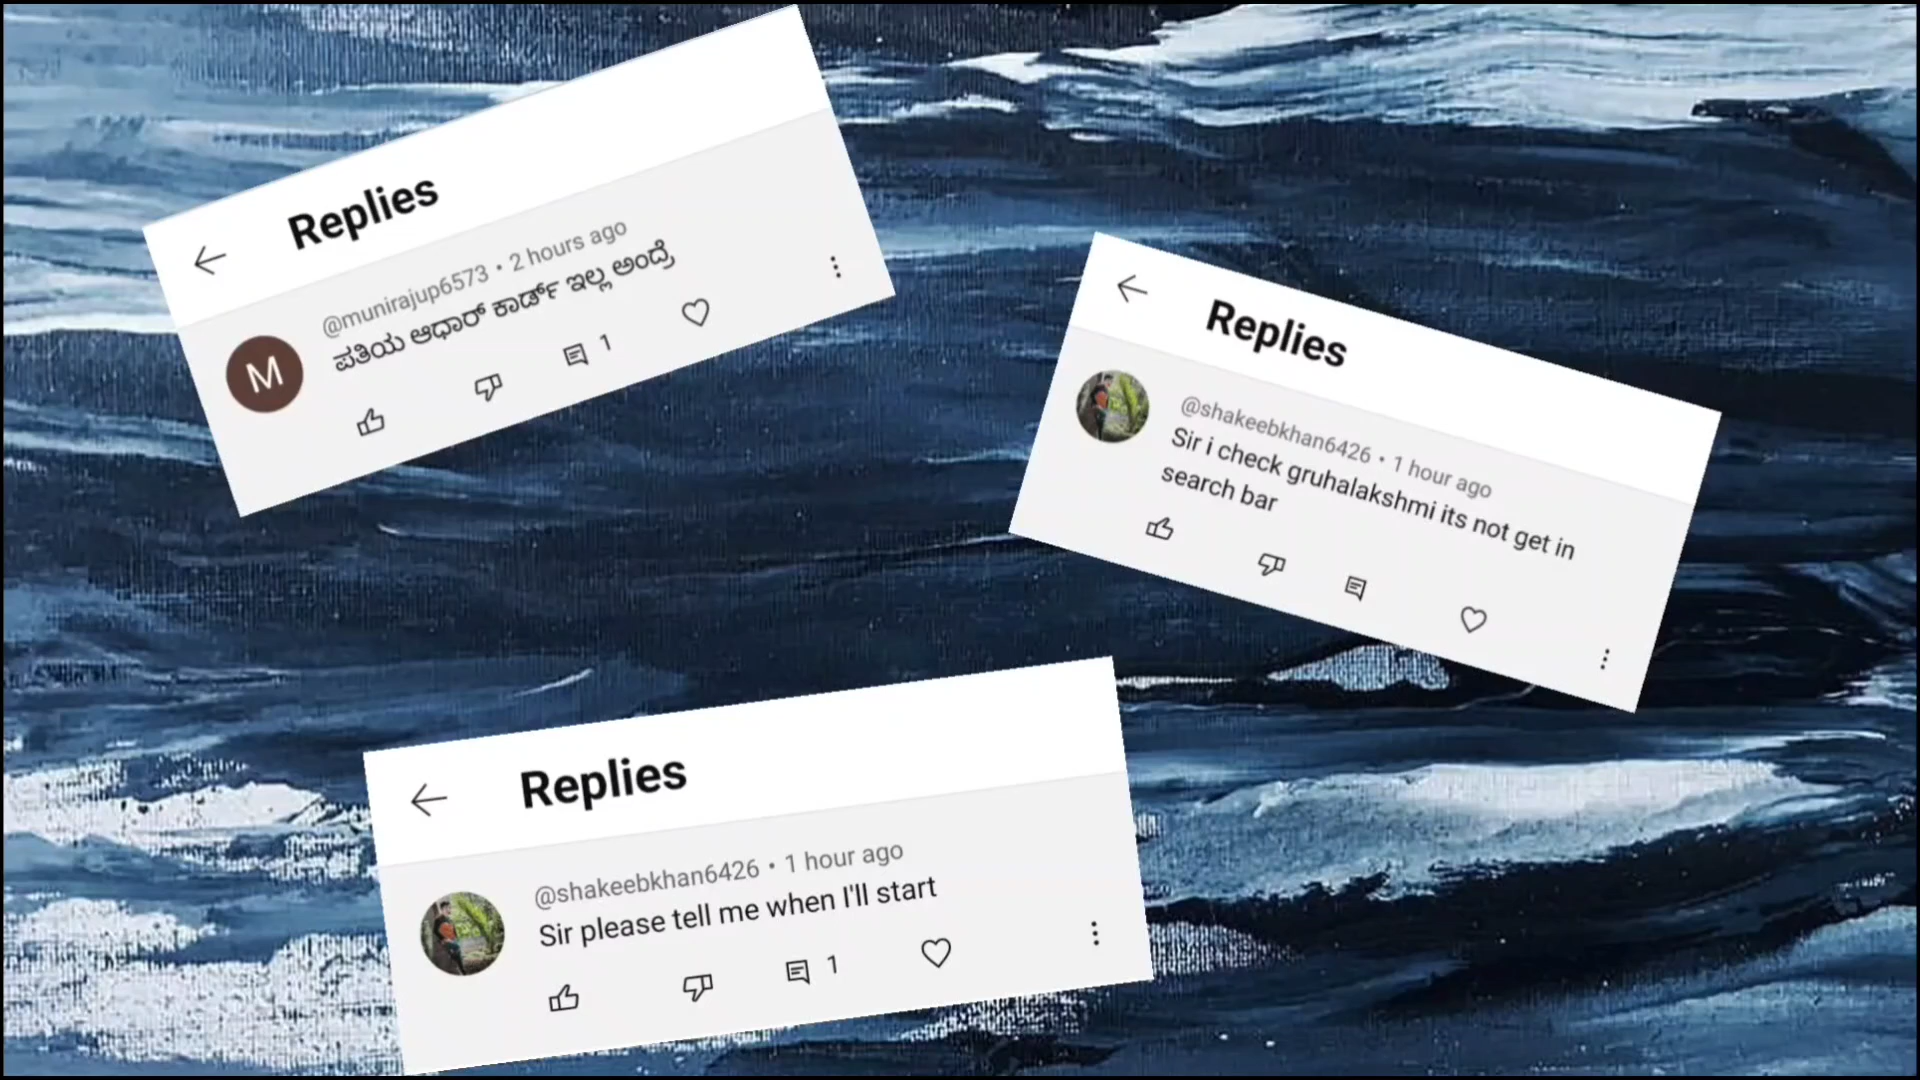 Replies
@munirajup6573 • 2 hours ago
ಪತಿಯ ಆಧಾರ್ ಕಾರ್ಡ್ ಇಲ್ಲ ಅಂದ್ರೆ
1
M
Replies
@shakeebkhan6426 • 1 hour ago
Sir i check gruhalakshmi its not get in
search bar
Replies
@shakeebkhan6426 • 1 hour ago
Sir please tell me when I'll start
1